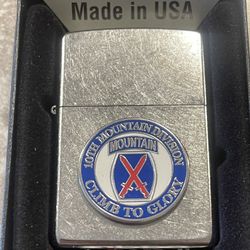 Made in USA
10TH MOUNTAIN DIVISION
MOUNTAIN
CLIMB TO GLORY